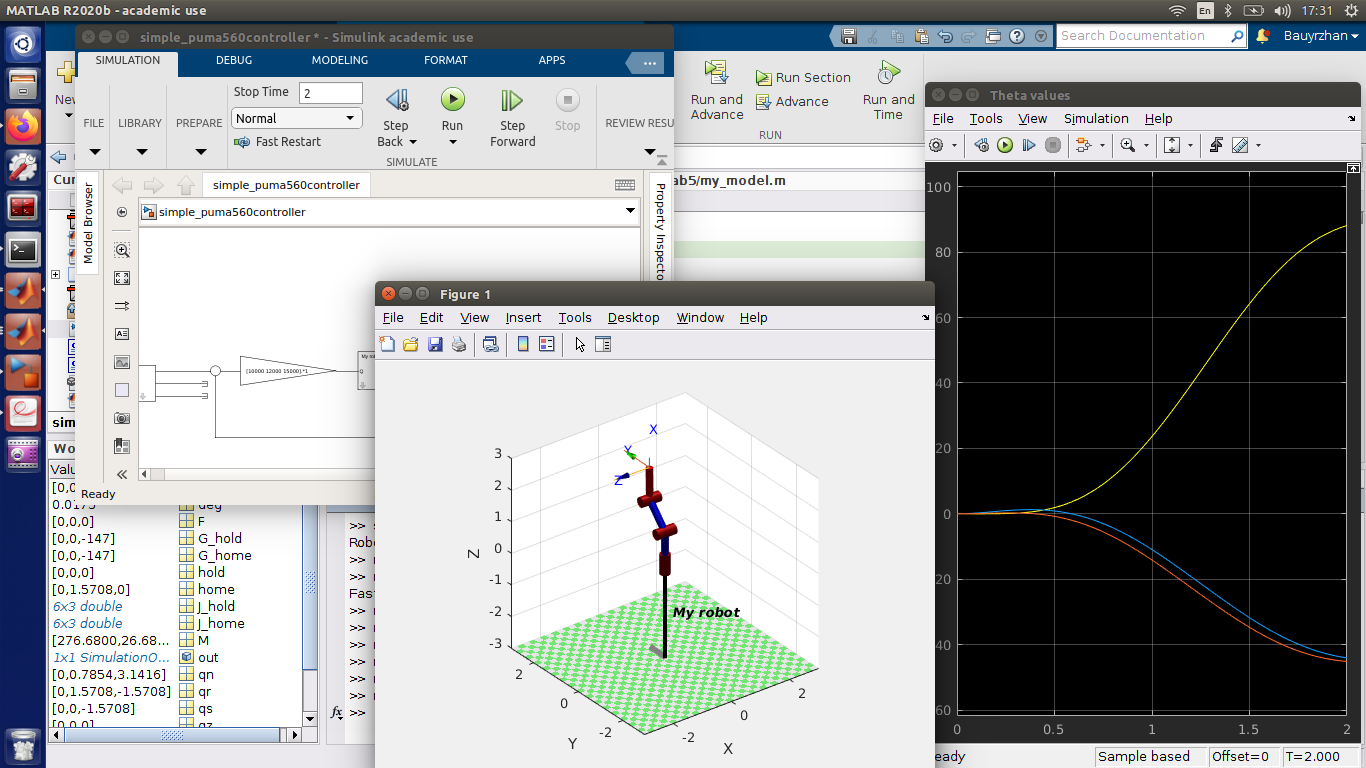 MATLAB R2020b - academic use
En
17:31
simple_puma560controller * - Simulink academic use
Search Documentation
Bauyrzhan
SIMULATION
DEBUG
MODELING
FORMAT
APPS
New
FILE
LIBRARY
PREPARE
Stop Time
2
Normal
Fast Restart
Step
Back
Run
Step
Forward
Stop
SIMULATE
REVIEW RESU
Run and
Advance
Run Section
Advance
Run and
Time
RUN
Theta values
File
Tools
View
Simulation
Help
Cur
simple_puma560controller
ab5/my_model.m
Model Browser
simple_puma560controller
Property Inspecto
[10000 12000 15000].*1
Q
Ready
sim
Wo
Valu
[0,0
0.0175
deg
[0,0,0]
F
[0,0,-147]
G_hold
[0,0,-147]
G_home
[0,0,0]
hold
[0,1.5708,0]
home
6x3 double
J_hold
6x3 double
J_home
[276.6800,26.68...
M
1x1 SimulationO...
out
[0,0.7854,3.1416]
qn
[0,1.5708,-1.5708]
qr
[0,0,-1.5708]
qs
[0,0,0]
qz
>> s
Robo
>>
>>
Fast
>>
>>
>>
>>
>>
>>
fx >>
Figure 1
File
Edit
View
Insert
Tools
Desktop
Window
Help
X
Y
Z
3
2
1
0
-1
-2
-3
Z
My robot
2
0
-2
Y
-2
0
2
X
100
80
60
40
20
0
20
40
60
0
0.5
1
1.5
2
eady
Sample based
Offset=0
T=2.000